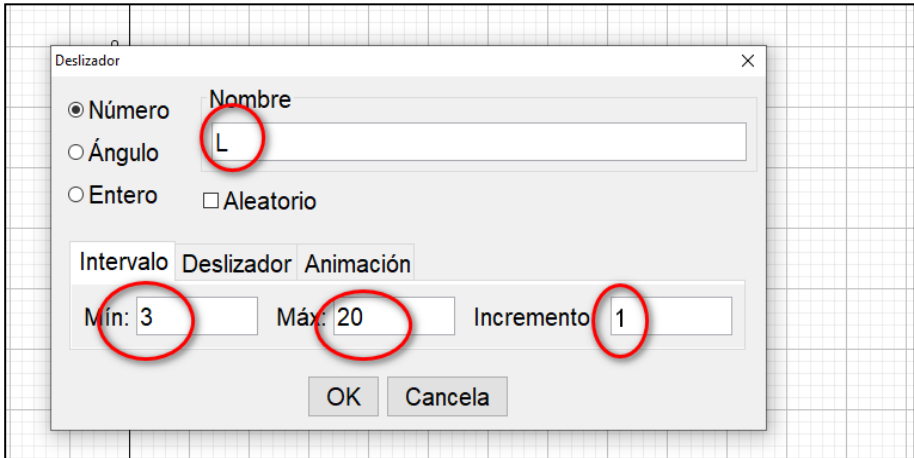 Deslizador
Número
Nombre
L
Ángulo
Entero
Aleatorio
Intervalo Deslizador Animación
Mín: 3 Máx: 20 Incremento 1
OK Cancela